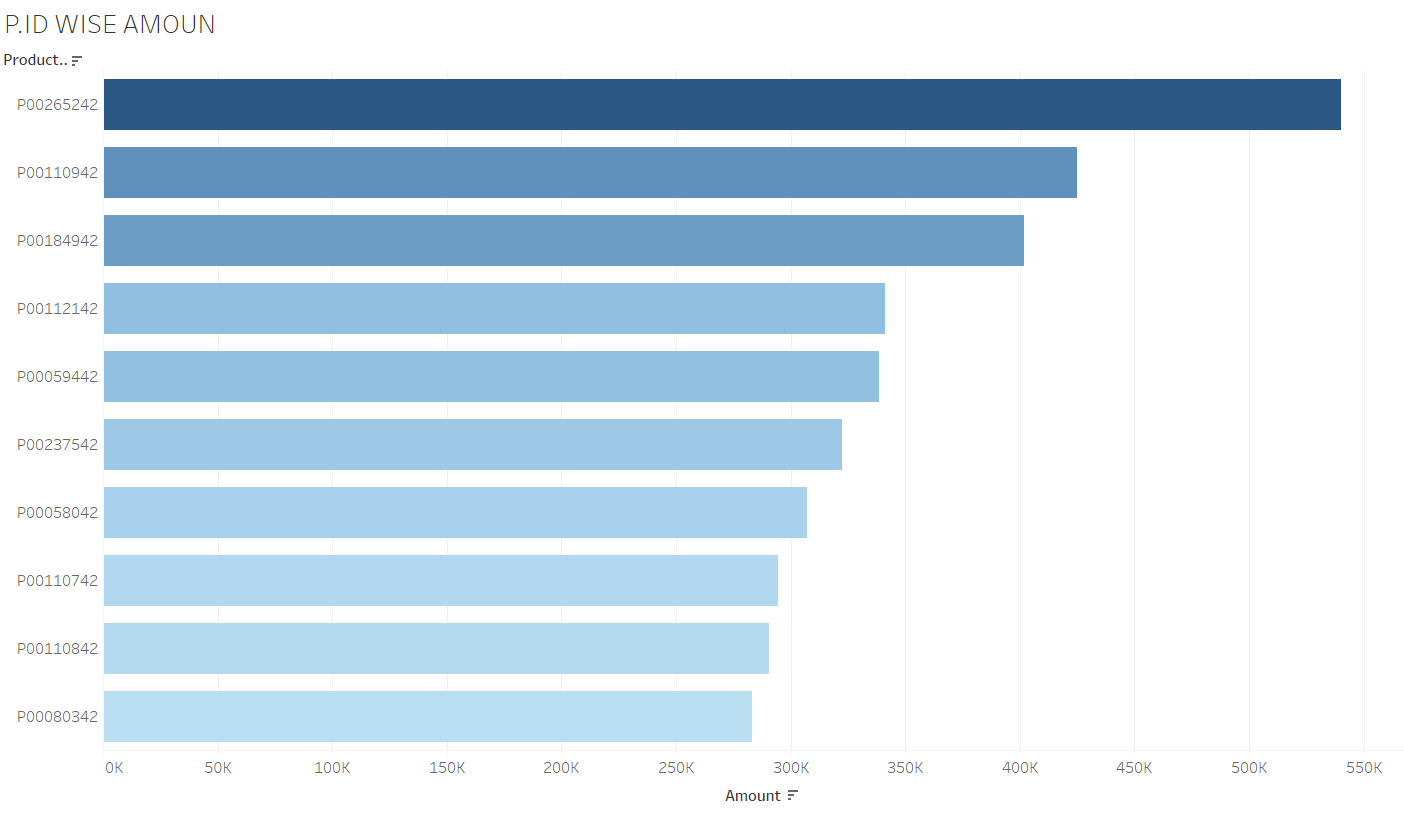 P.ID WISE AMOUN
Product..
P00265242
P00110942
P00184942
P00112142
P00059442
P00237542
P00058042
P00110742
P00110842
P00080342
0K 50K 100K 150K 200K 250K 300K 350K 400K 450K 500K 550K
Amount